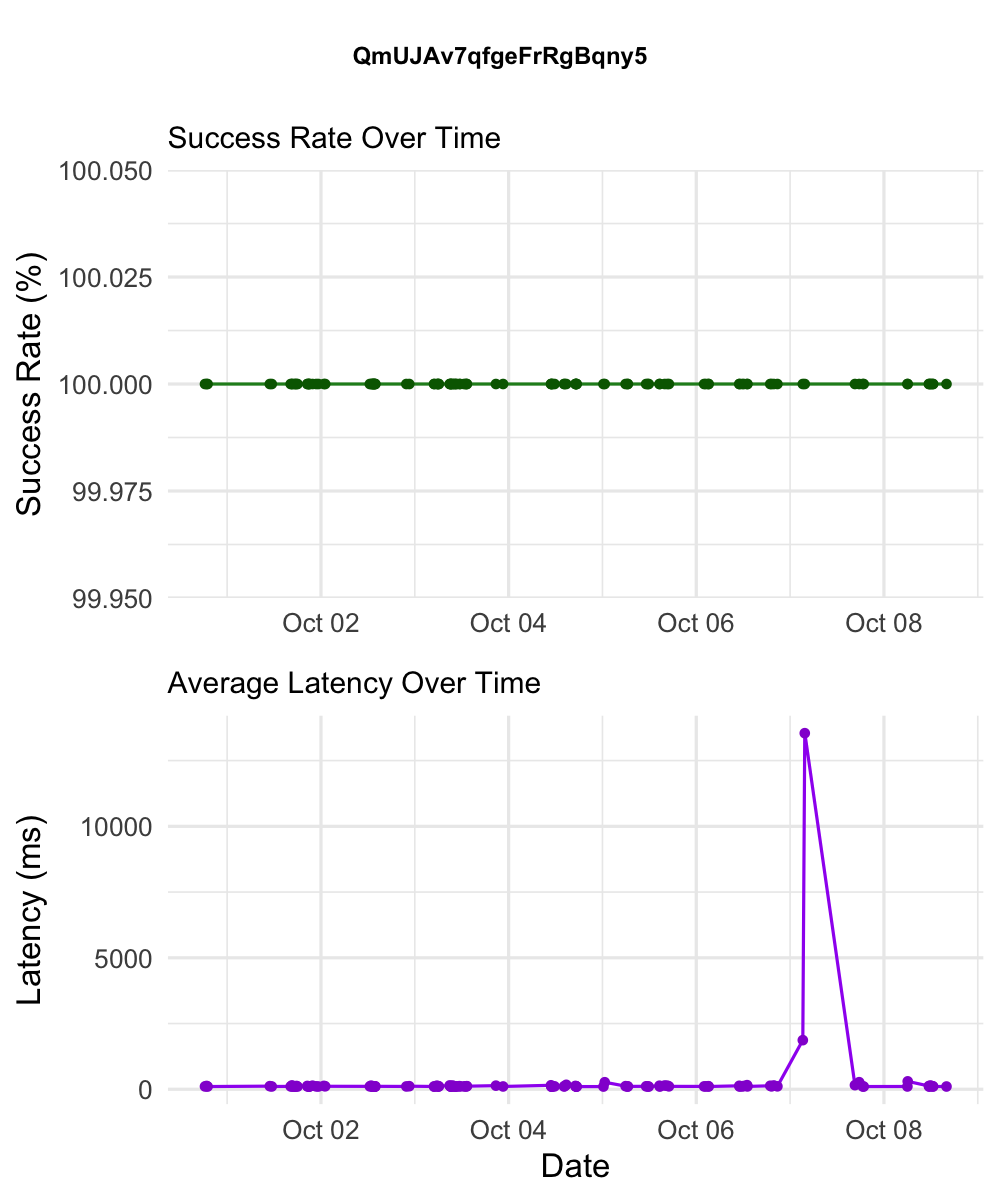 QmUJAv7qfgeFrRgBqny5
Success Rate Over Time
Success Rate (%)
100.050
100.025
100.000
99.975
99.950
Oct 02 Oct 04 Oct 06 Oct 08
Average Latency Over Time
Latency (ms)
10000
5000
0
Oct 02 Oct 04 Oct 06 Oct 08
Date